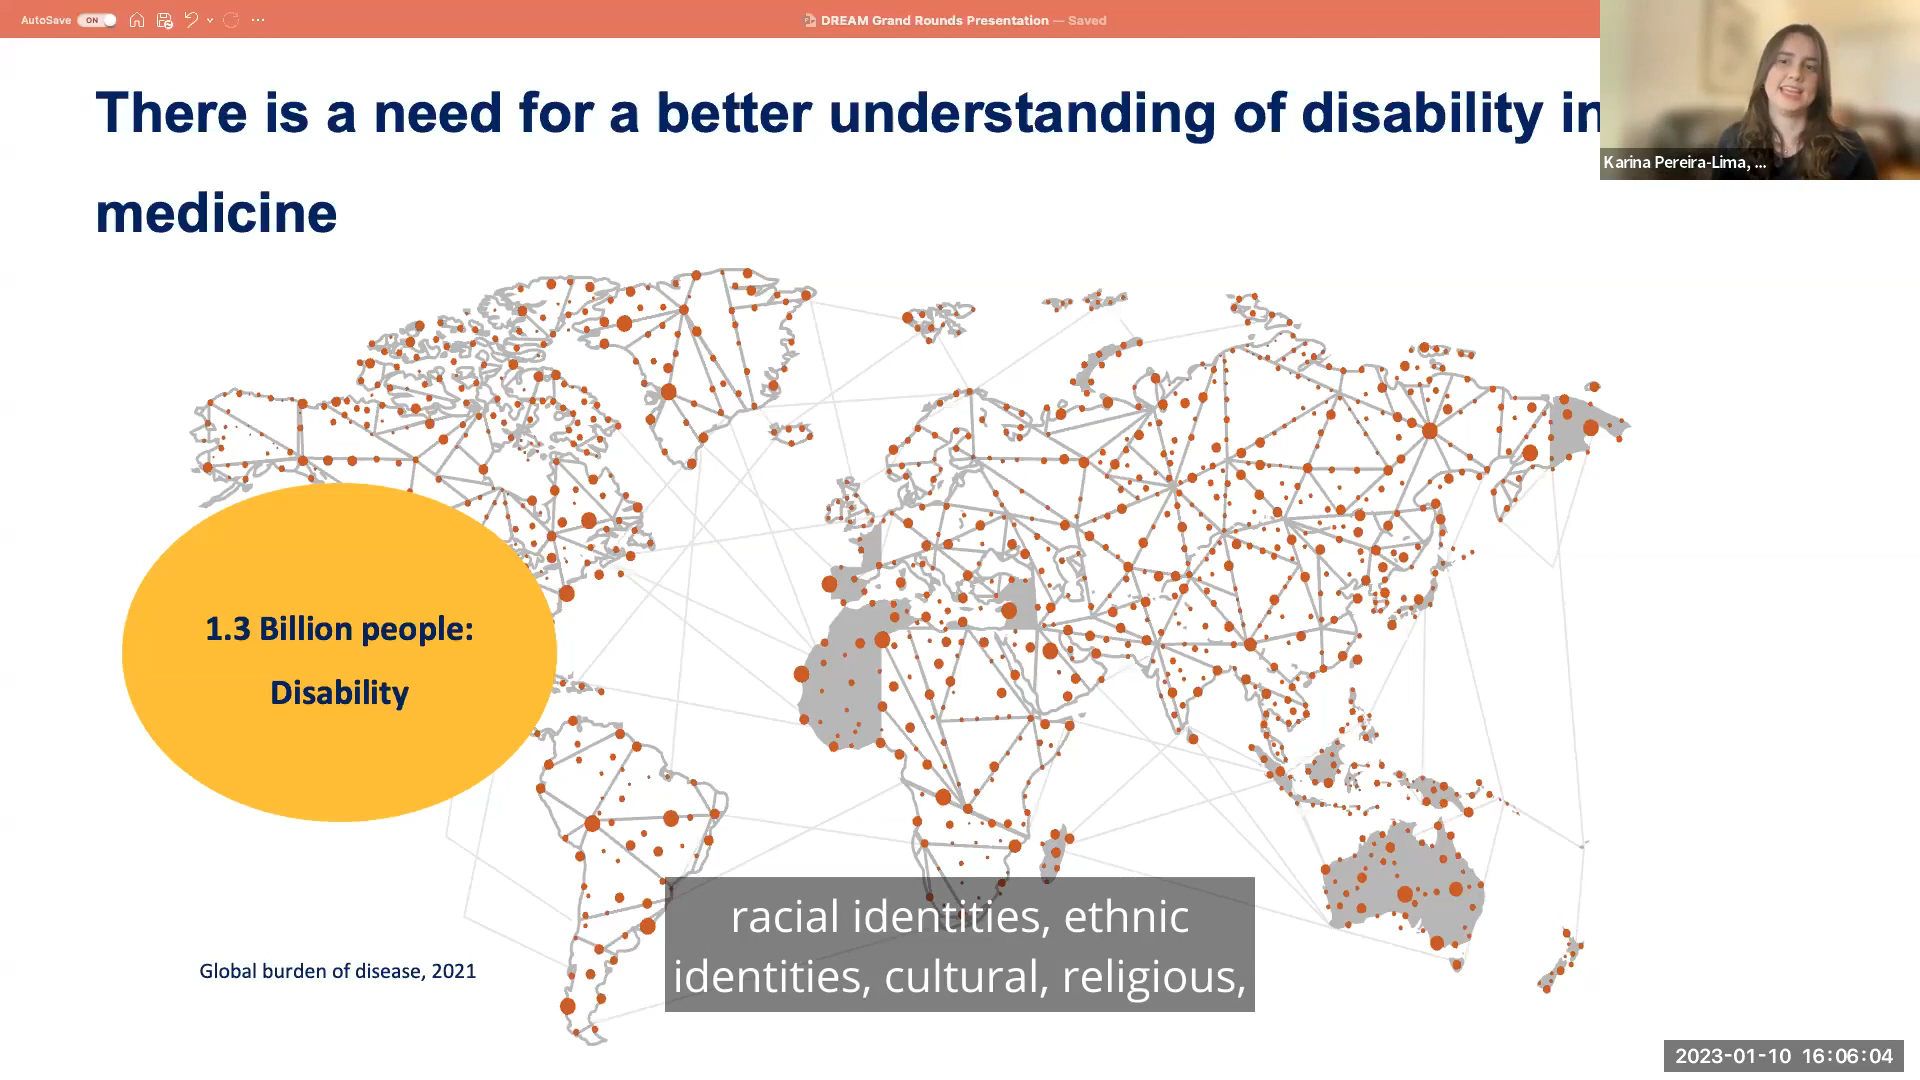 AutoSave ON DREAM Grand Rounds Presentation — Saved
There is a need for a better understanding of disability in
medicine
Karina Pereira-Lima, ...
1.3 Billion people:
Disability
Global burden of disease, 2021
racial identities, ethnic
identities, cultural, religious,
2023-01-10 16:06:04